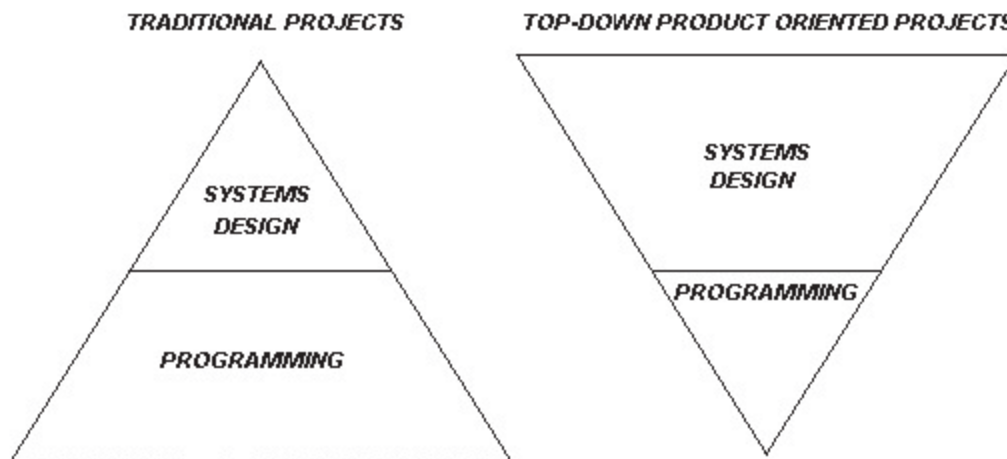 TRADITIONAL PROJECTS
TOP-DOWN PRODUCT ORIENTED PROJECTS
SYSTEMS
DESIGN
PROGRAMMING
SYSTEMS
DESIGN
PROGRAMMING